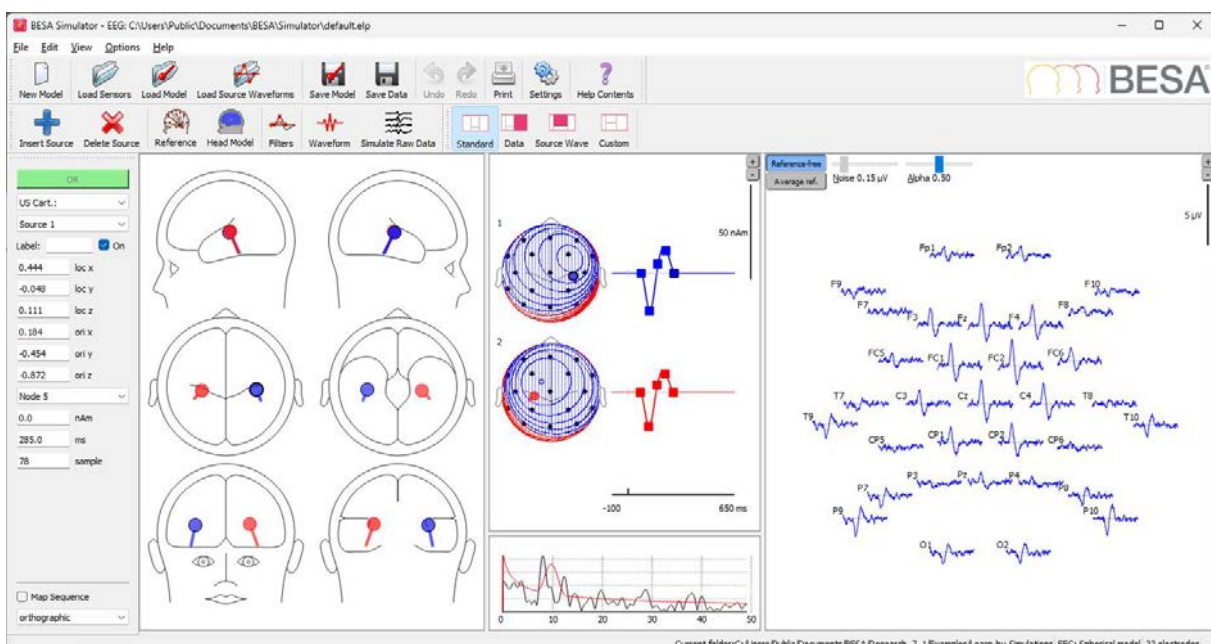 BESA Simulator - EEG: C:\Users\Public\Documents\BESA\Simulator\default.elp
File Edit View Options Help
New Model Load Sensors Load Model Load Source Waveforms Save Model Save Data Undo Redo Print Settings Help Contents
BESA
Insert Source Delete Source Reference Head Model Filters Waveform Simulate Raw Data Standard Data Source Wave Custom
OK
US Cart.:
Source 1
Label: On
0.444 loc x
-0.048 loc y
0.111 loc z
0.184 ori x
-0.454 ori y
-0.872 ori z
Node 5
0.0 nAm
285.0 ms
78 sample
Map Sequence
orthographic
+
-
50 nAm
1
2
-100 650 ms
0 10 20 30 40 50
Reference-free
Average ref.
Noise 0.15 µV Alpha 0.50
+
-
5 µV
Fp1 Fp2
F9 F10
F7 F3 Fz F4 F8
FC5 FC1 FC2 FC6
T7 C3 Cz C4 T8
T9 T10
CP5 CP1 CP2 CP6
P3 Pz P4
P7 P8
P9 P10
O1 O2